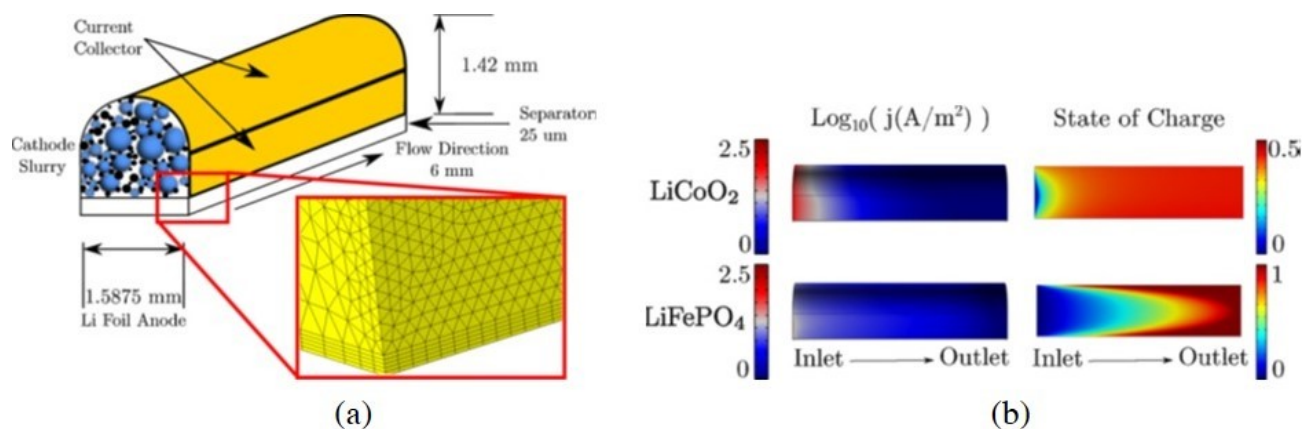 Current
Collector
1.42 mm
Separator
25 um
Cathode
Slurry
Flow Direction
6 mm
1.5875 mm
Li Foil Anode
(a)
Log10( j(A/m2) )
State of Charge
2.5
0.5
LiCoO2
0
0
2.5
1
LiFePO4
0
Inlet
Outlet
Inlet
Outlet
0
(b)